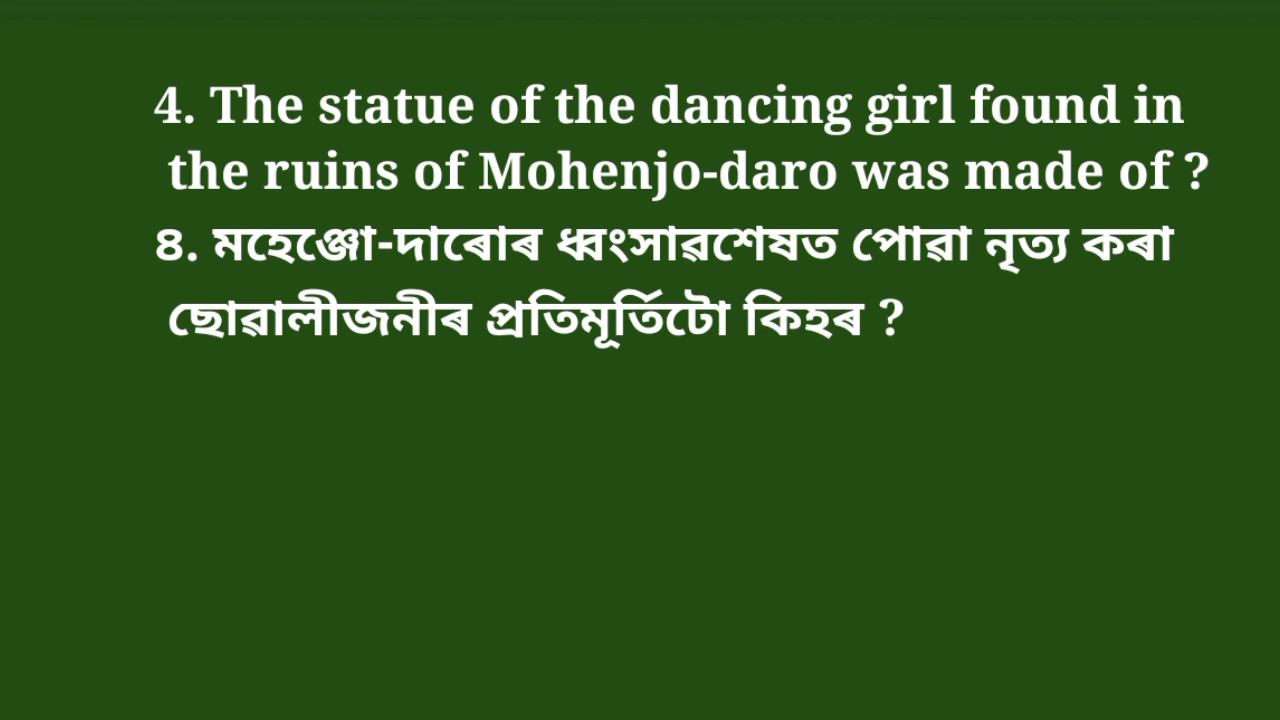 4. The statue of the dancing girl found in
the ruins of Mohenjo-daro was made of ?
৪. মহেঞ্জো-দাৰোৰ ধ্বংসাৱশেষত পোৱা নৃত্য কৰা
ছোৱালীজনীৰ প্ৰতিমূৰ্তিটো কিহৰ ?